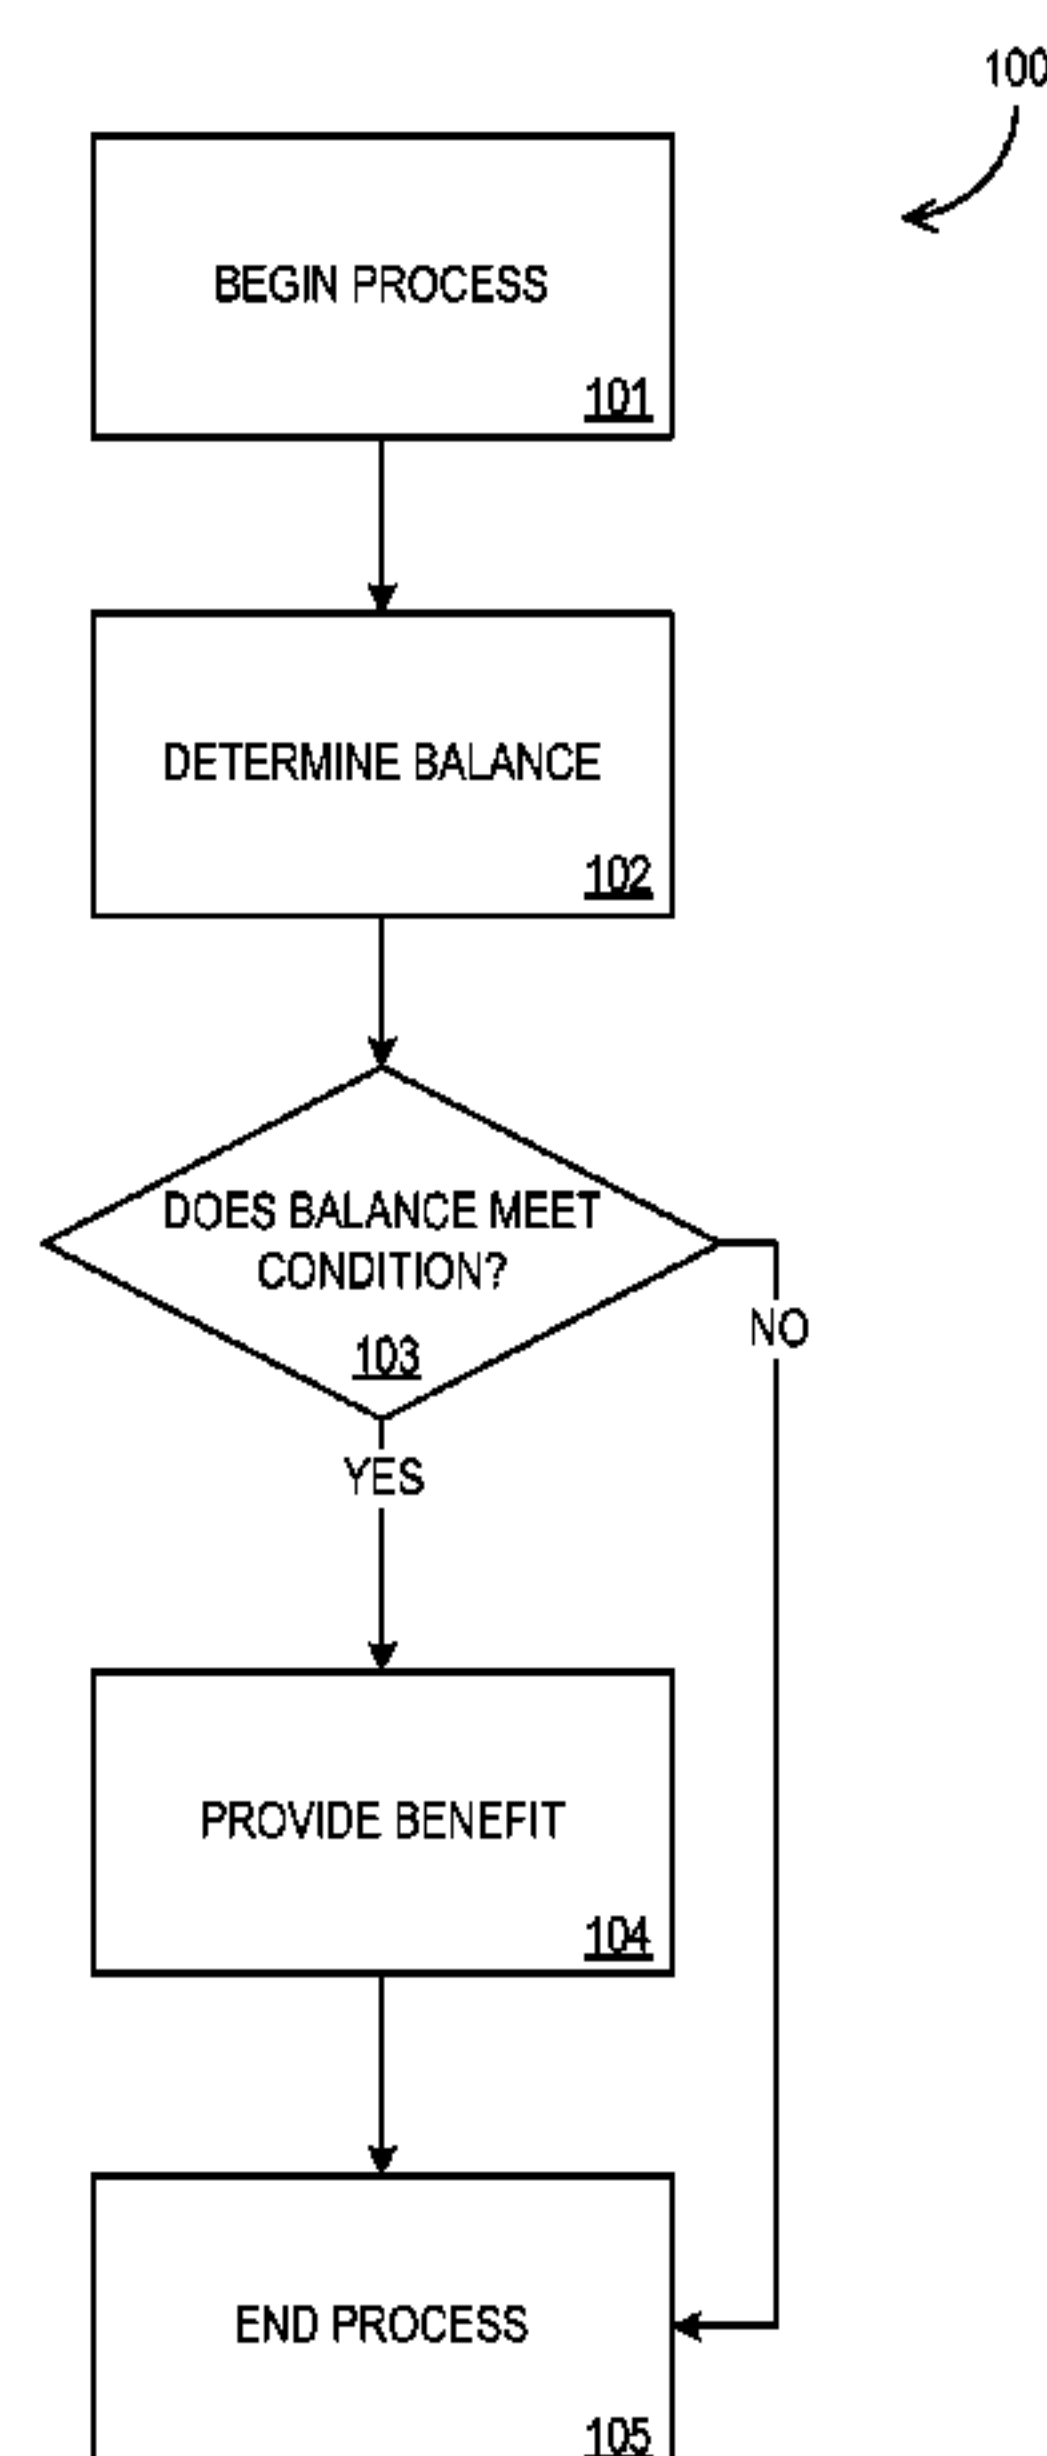 100
BEGIN PROCESS
101
DETERMINE BALANCE
102
DOES BALANCE MEET
CONDITION?
103
NO
YES
PROVIDE BENEFIT
104
END PROCESS
105